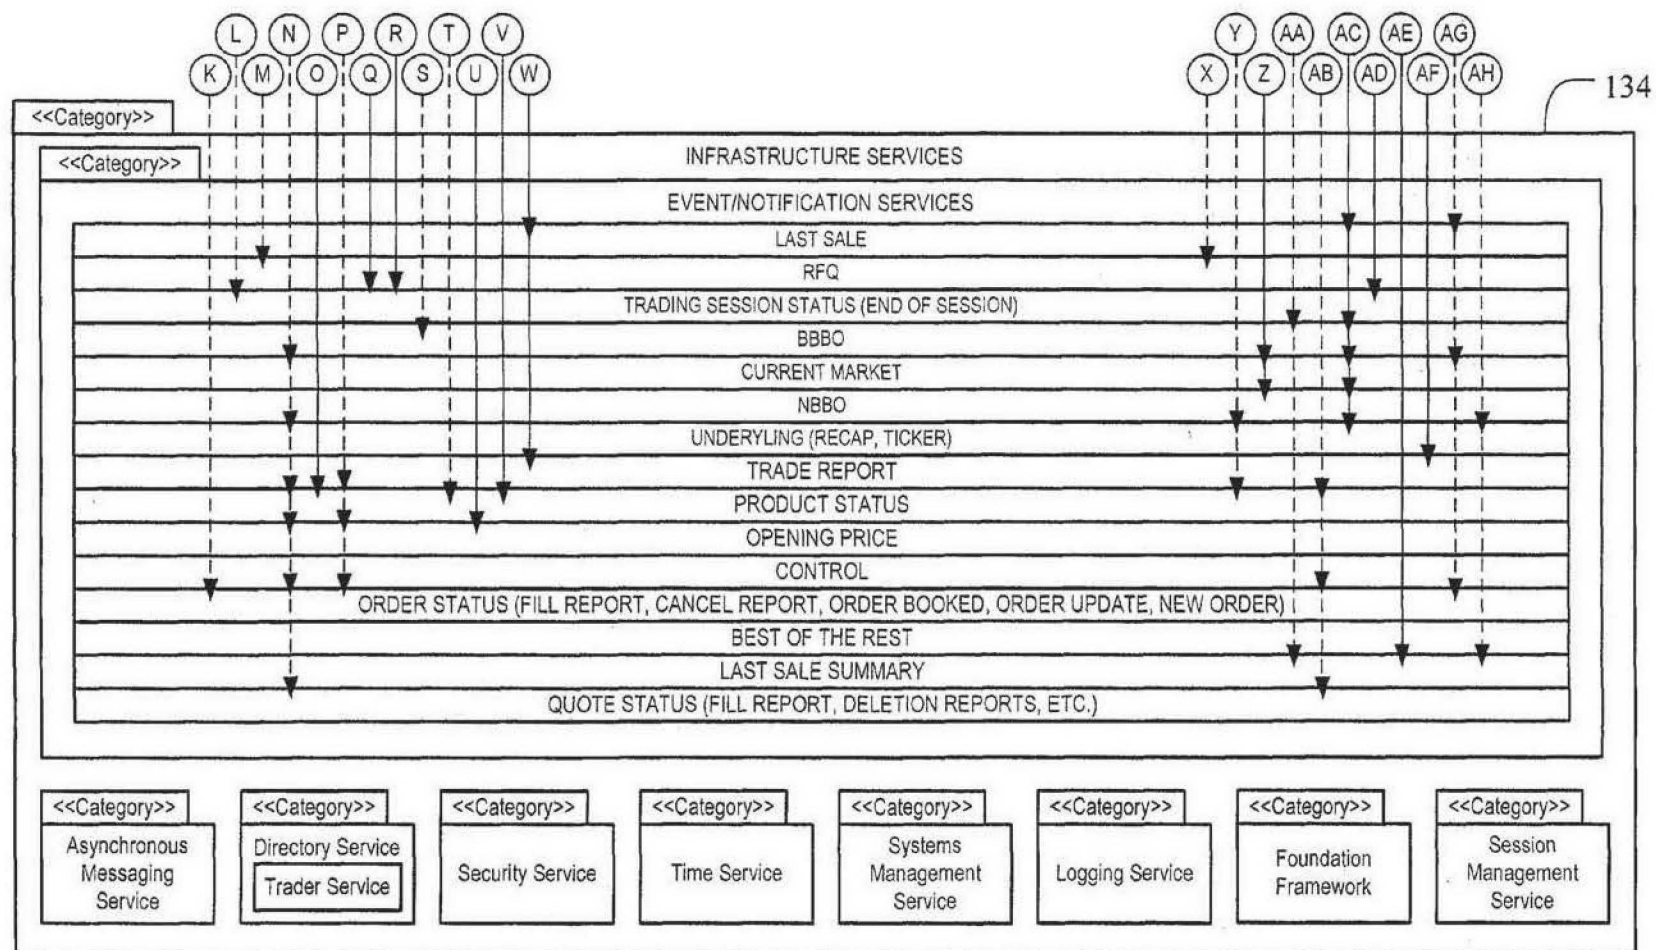 L N P R T V Y AA AC AE AG
K M O Q S U W X Z AB AD AF AH
134
<<Category>>
<<Category>>
INFRASTRUCTURE SERVICES
EVENT/NOTIFICATION SERVICES
LAST SALE
RFQ
TRADING SESSION STATUS (END OF SESSION)
BBBO
CURRENT MARKET
NBBO
UNDERYLING (RECAP, TICKER)
TRADE REPORT
PRODUCT STATUS
OPENING PRICE
CONTROL
ORDER STATUS (FILL REPORT, CANCEL REPORT, ORDER BOOKED, ORDER UPDATE, NEW ORDER)
BEST OF THE REST
LAST SALE SUMMARY
QUOTE STATUS (FILL REPORT, DELETION REPORTS, ETC.)
<<Category>>
Asynchronous
Messaging
Service
<<Category>>
Directory Service
Trader Service
<<Category>>
Security Service
<<Category>>
Time Service
<<Category>>
Systems
Management
Service
<<Category>>
Logging Service
<<Category>>
Foundation
Framework
<<Category>>
Session
Management
Service